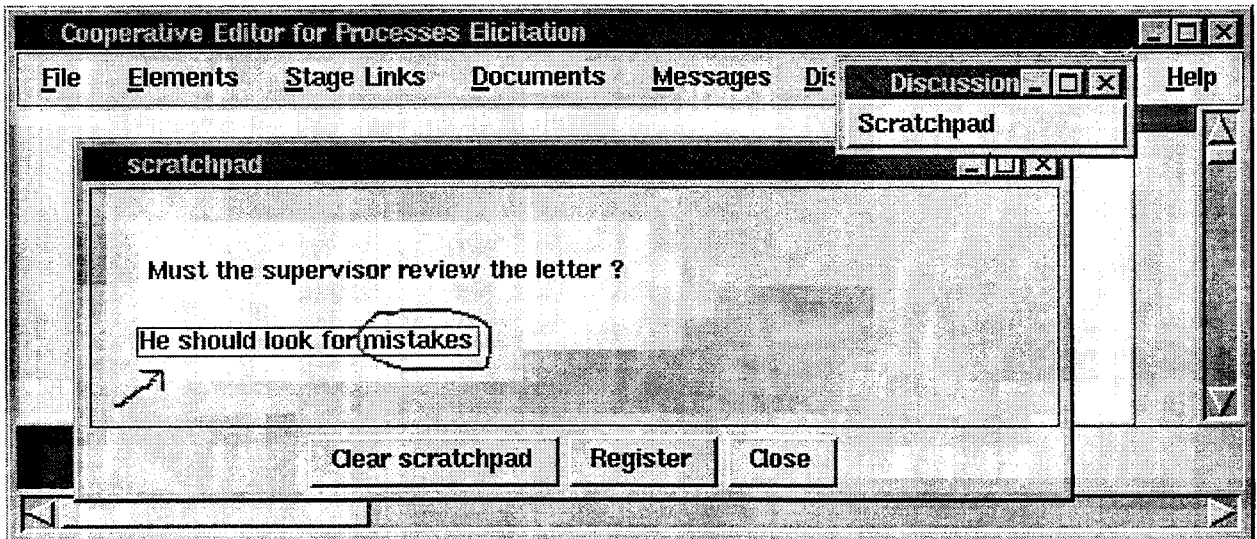 Cooperative Editor for Processes Elicitation
File Elements Stage Links Documents Messages Dis Help
Discussion
Scratchpad
scratchpad
Must the supervisor review the letter ?
He should look for mistakes
Clear scratchpad Register Close